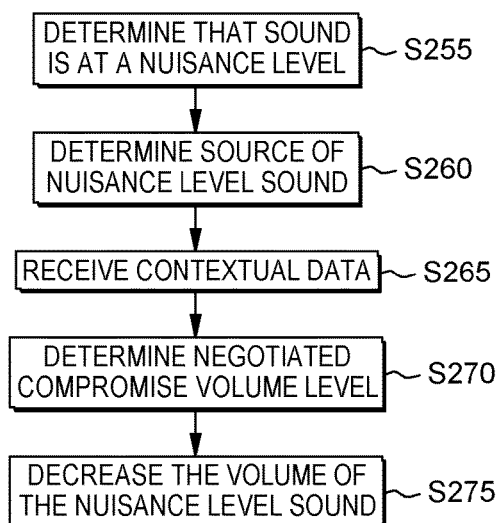 DETERMINE THAT SOUND
IS AT A NUISANCE LEVEL
S255
DETERMINE SOURCE OF
NUISANCE LEVEL SOUND
S260
RECEIVE CONTEXTUAL DATA
S265
DETERMINE NEGOTIATED
COMPROMISE VOLUME LEVEL
S270
DECREASE THE VOLUME OF
THE NUISANCE LEVEL SOUND
S275